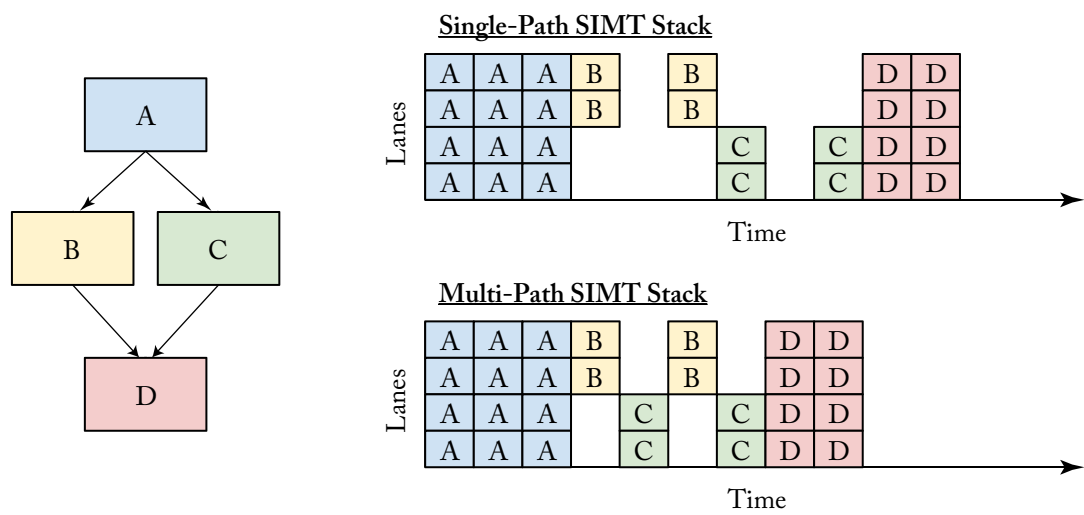 A
B C
D
Single-Path SIMT Stack
A A A B B D D
A A A B B D D
A A A C C D D
A A A C C D D
Lanes
Time
Multi-Path SIMT Stack
A A A B B D D
A A A B B D D
A A A C C D D
A A A C C D D
Lanes
Time